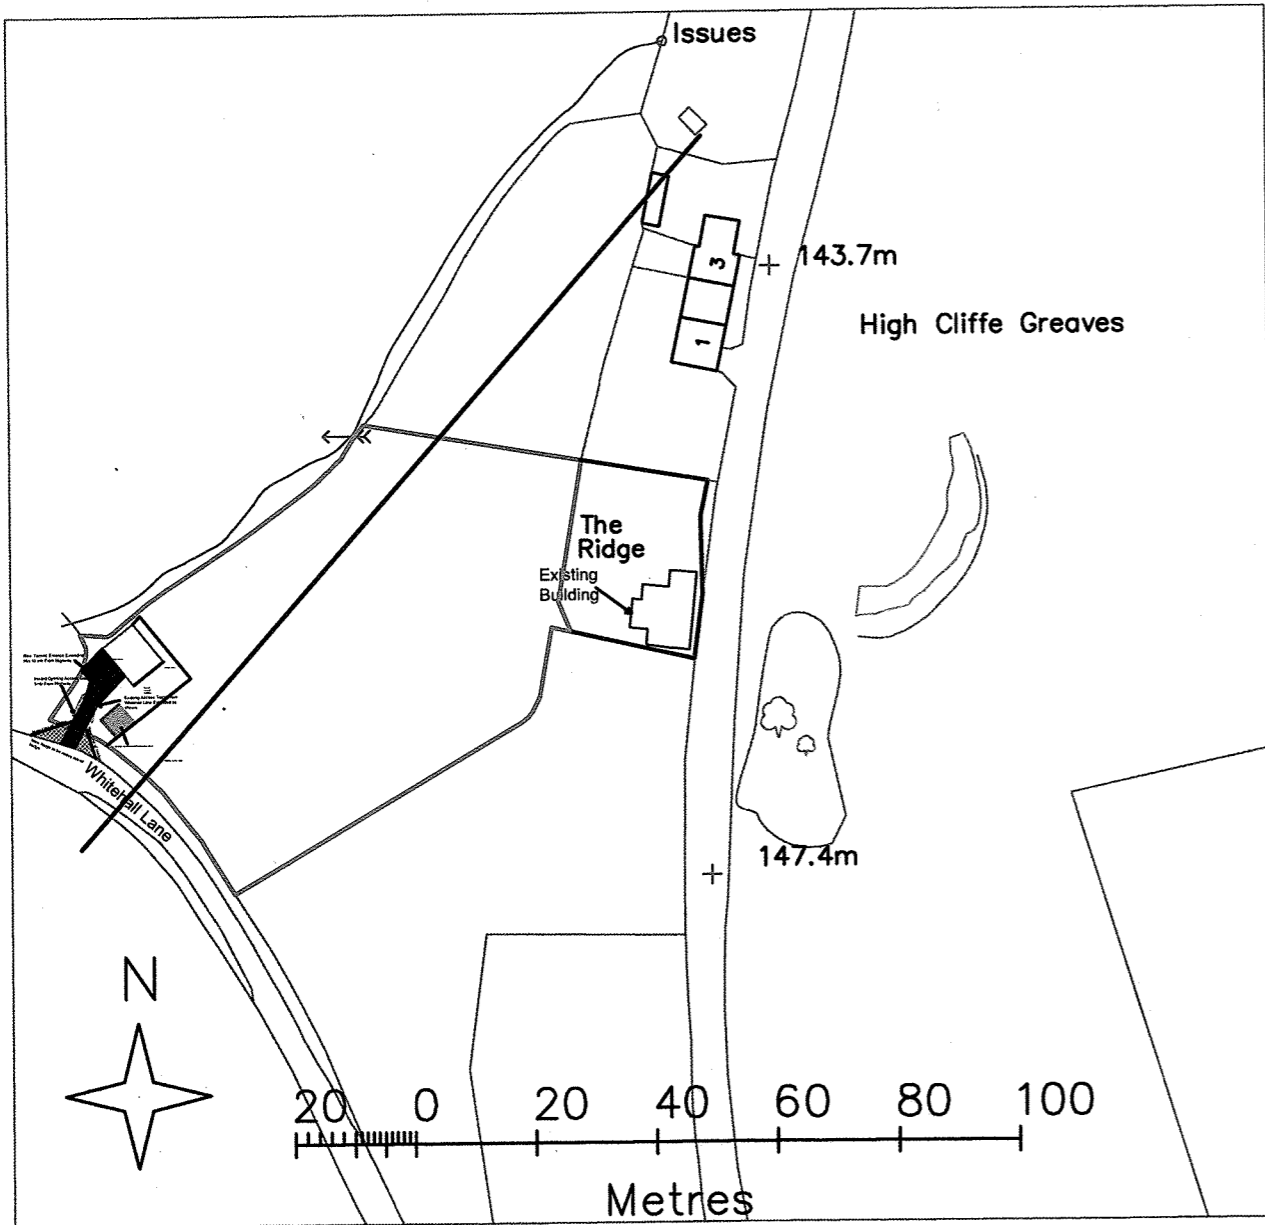 Issues
3
143.7m
High Cliffe Greaves
1
The
Ridge
Existing
Building
Whitehall Lane
147.4m
N
20 0 20 40 60 80 100
Metres